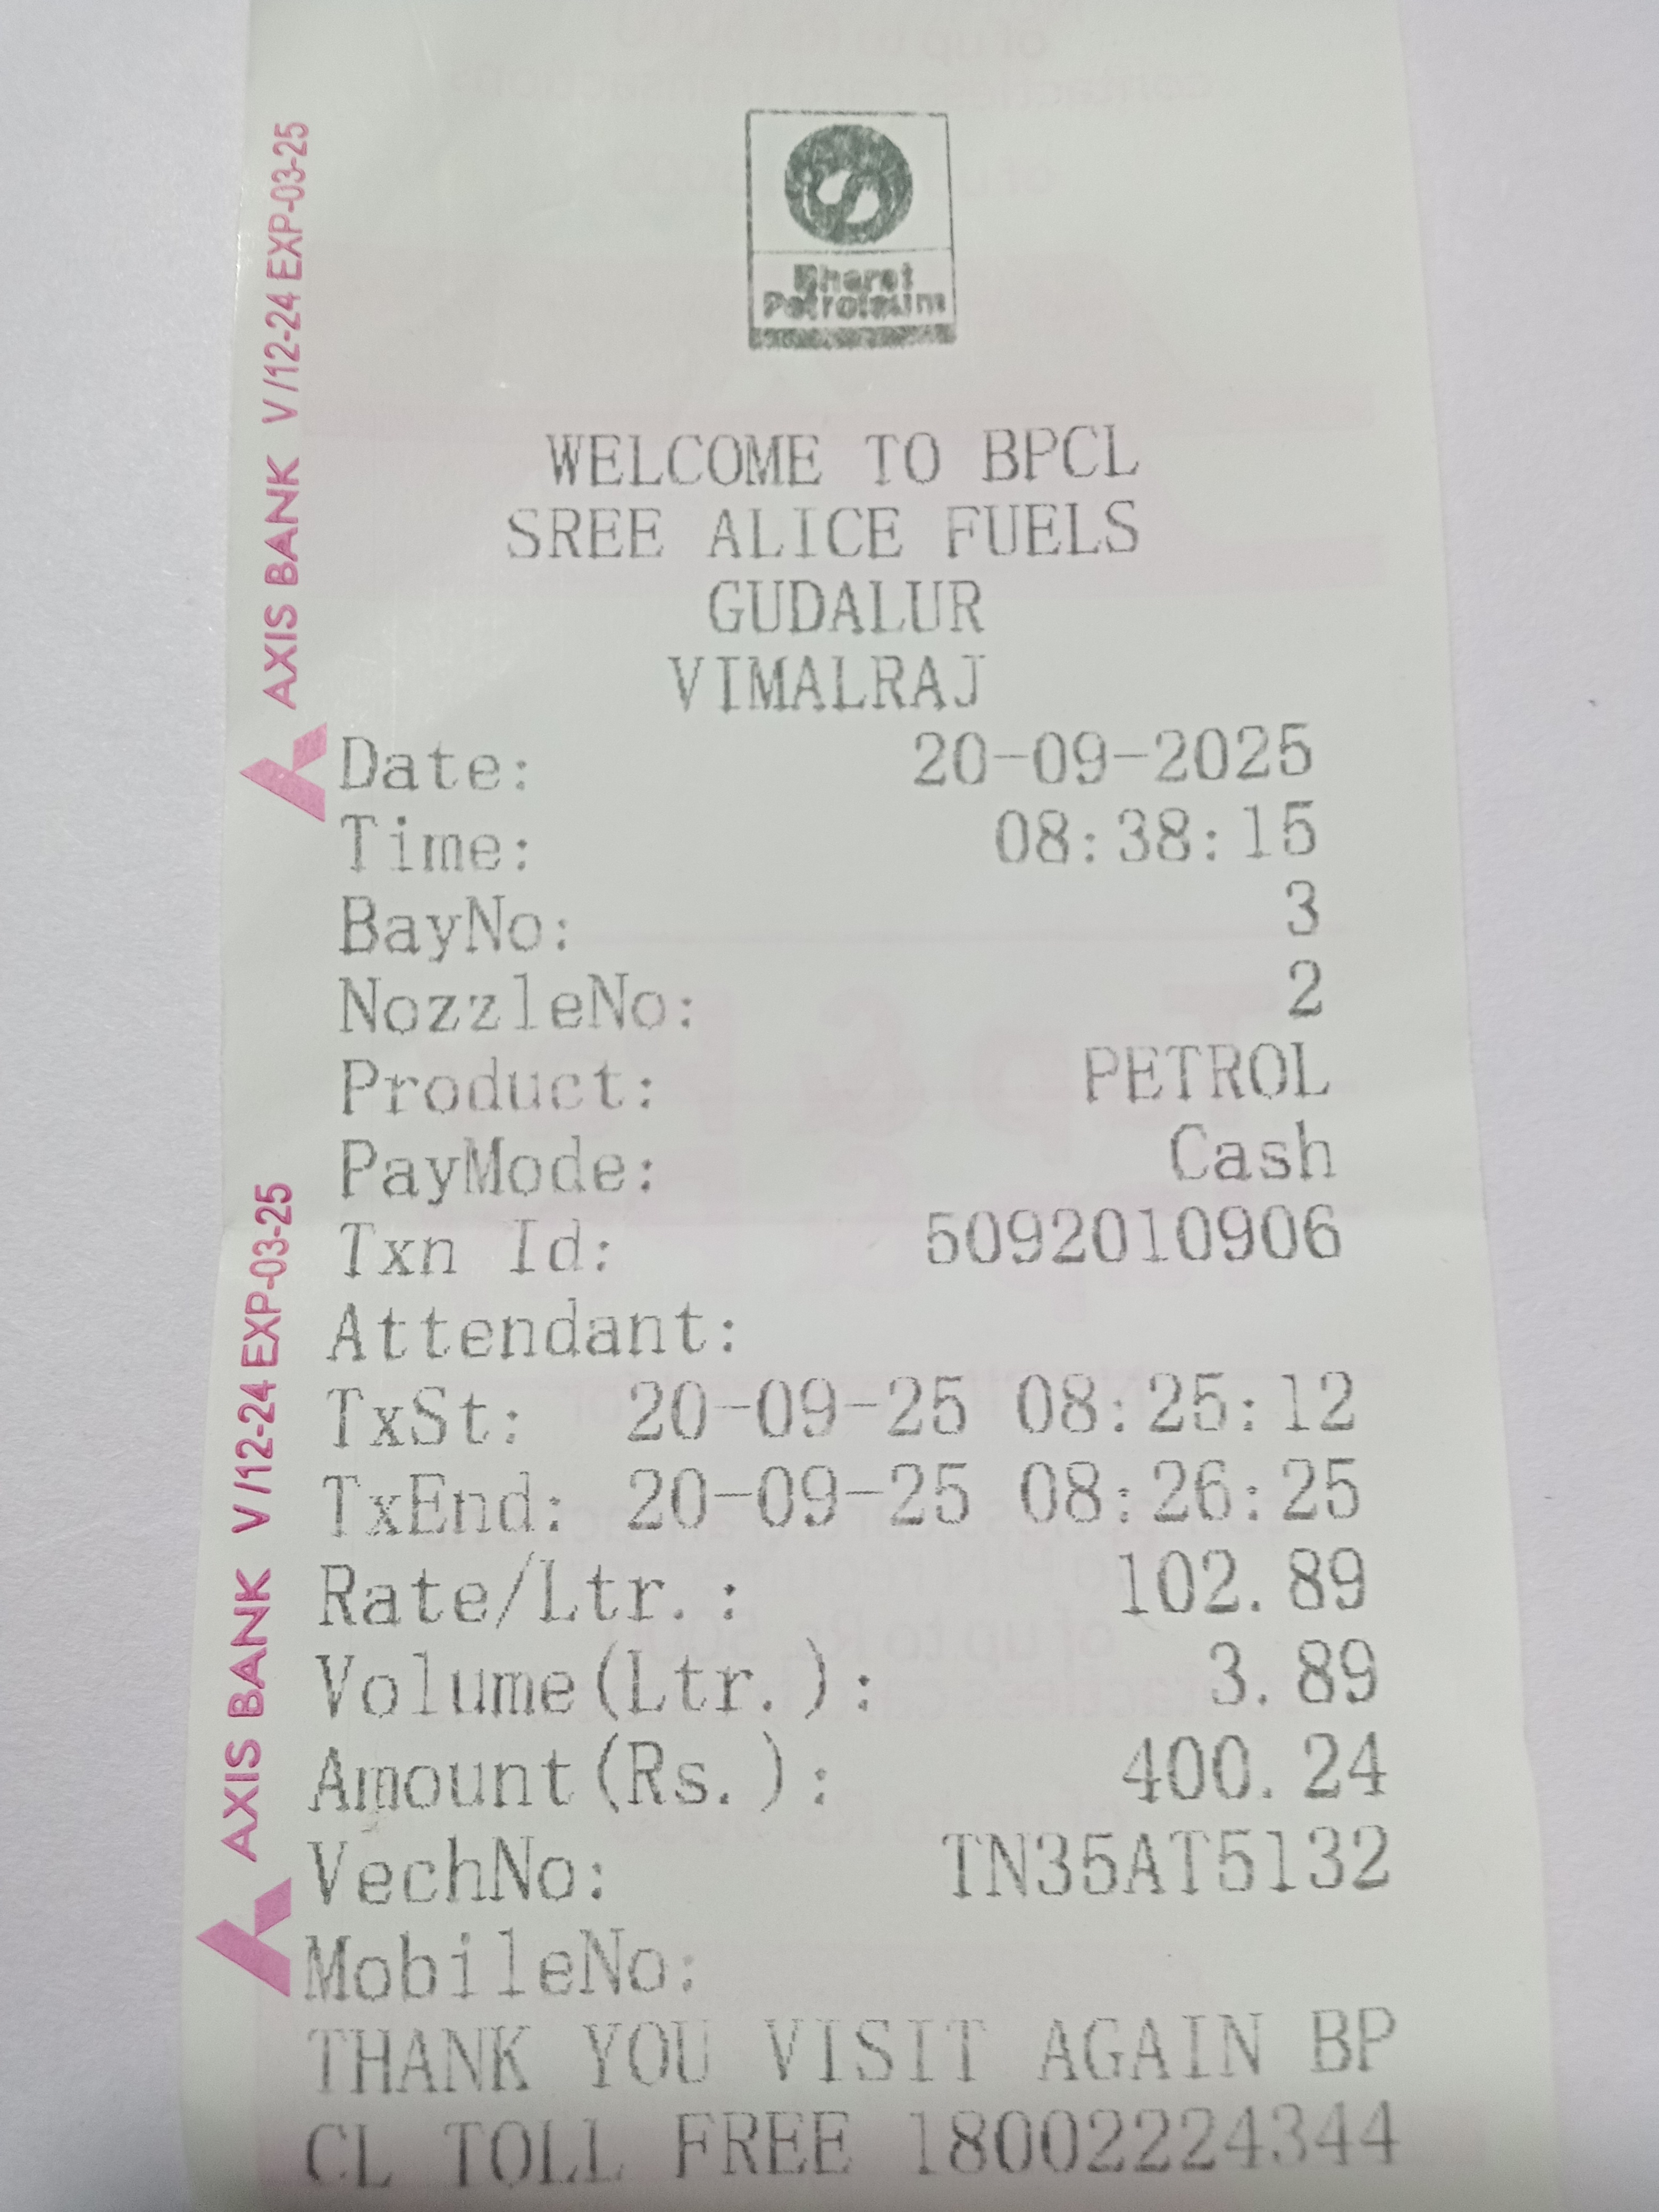 Bharat
Petroleum
WELCOME TO BPCL
SREE ALICE FUELS
GUDALUR
VIMALRAJ
Date: 20-09-2025
Time: 08:38:15
BayNo: 3
NozzleNo: 2
Product: PETROL
PayMode: Cash
Txn Id: 5092010906
Attendant:
TxSt: 20-09-25 08:25:12
TxEnd: 20-09-25 08:26:25
Rate/Ltr.: 102.89
Volume(Ltr.): 3.89
Amount(Rs.): 400.24
VechNo: TN35AT5132
MobileNo:
THANK YOU VISIT AGAIN BP
CL TOLL FREE 18002224344
AXIS BANK V/12-24 EXP-03-25
AXIS BANK V/12-24 EXP-03-25